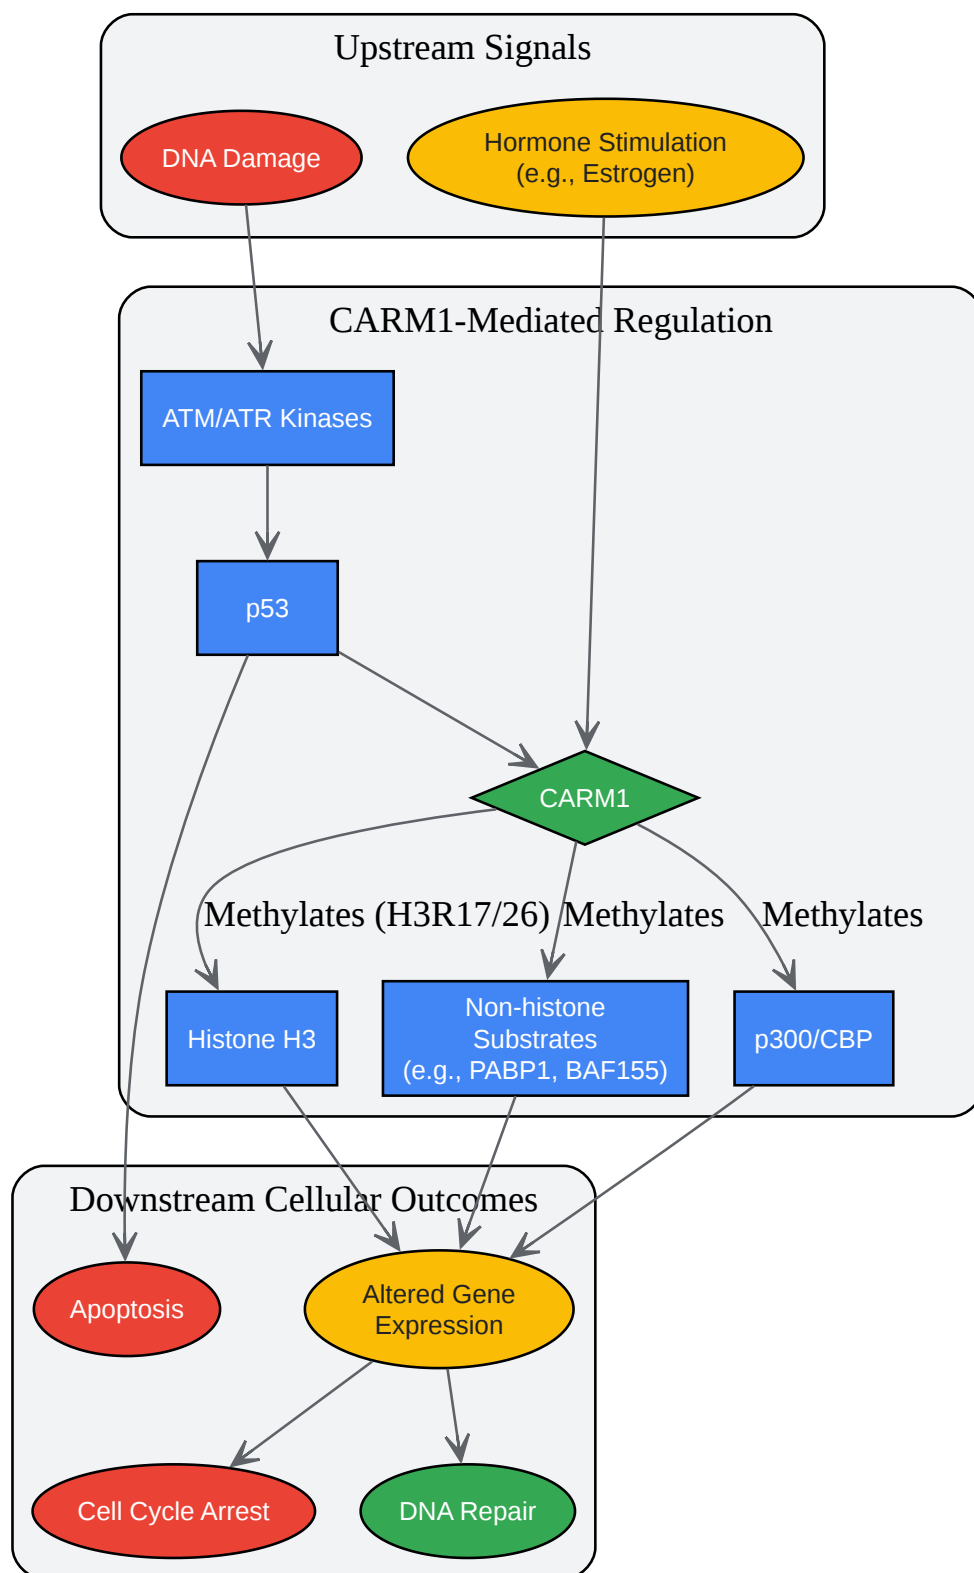 Upstream Signals
DNA Damage
Hormone Stimulation
(e.g., Estrogen)
CARM1-Mediated Regulation
ATM/ATR Kinases
p53
CARM1
Methylates (H3R17/26)
Methylates
Methylates
Histone H3
Non-histone
Substrates
(e.g., PABP1, BAF155)
p300/CBP
Downstream Cellular Outcomes
Apoptosis
Altered Gene
Expression
Cell Cycle Arrest
DNA Repair